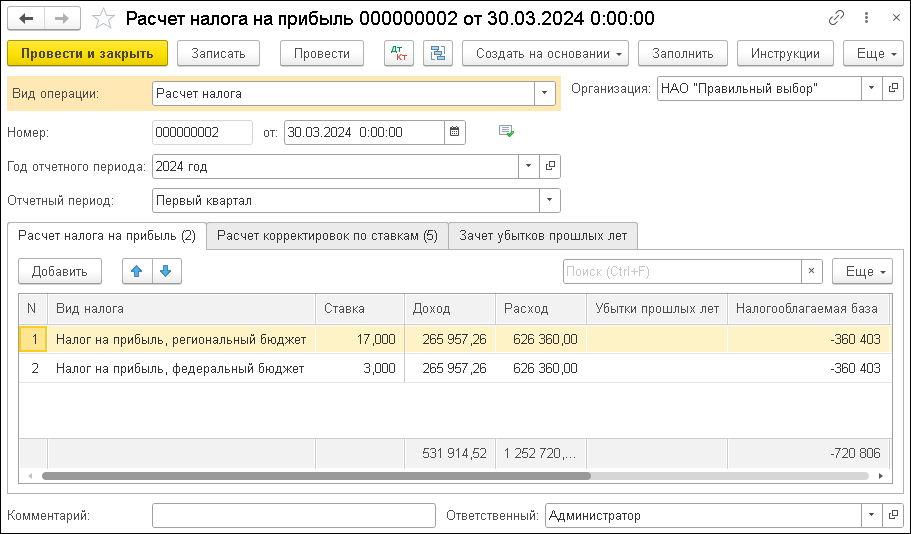 Расчет налога на прибыль 000000002 от 30.03.2024 0:00:00
Провести и закрыть Записать Провести Дт Кт Создать на основании Заполнить Инструкции Еще
Вид операции: Расчет налога Организация: НАО "Правильный выбор"
Номер: 000000002 от: 30.03.2024 0:00:00
Год отчетного периода: 2024 год
Отчетный период: Первый квартал
Расчет налога на прибыль (2) Расчет корректировок по ставкам (5) Зачет убытков прошлых лет
Добавить Поиск (Ctrl+F) × Еще
N Вид налога Ставка Доход Расход Убытки прошлых лет Налогооблагаемая база
1 Налог на прибыль, региональный бюджет 17,000 265 957,26 626 360,00 -360 403
2 Налог на прибыль, федеральный бюджет 3,000 265 957,26 626 360,00 -360 403
531 914,52 1 252 720,... -720 806
Комментарий: Ответственный: Администратор